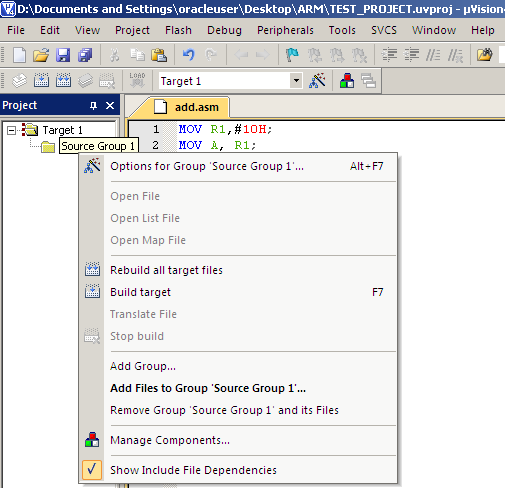 D:\Documents and Settings\oracleuser\Desktop\ARM\TEST_PROJECT.uvproj - µVision
File Edit View Project Flash Debug Peripherals Tools SVCS Window Help
LOAD Target 1
Project
add.asm
Target 1
Source Group 1
1 MOV R1,#10H;
2 MOV A, R1;
Options for Group 'Source Group 1'... Alt+F7
Open File
Open List File
Open Map File
Rebuild all target files
Build target F7
Translate File
Stop build
Add Group...
Add Files to Group 'Source Group 1'...
Remove Group 'Source Group 1' and its Files
Manage Components...
Show Include File Dependencies